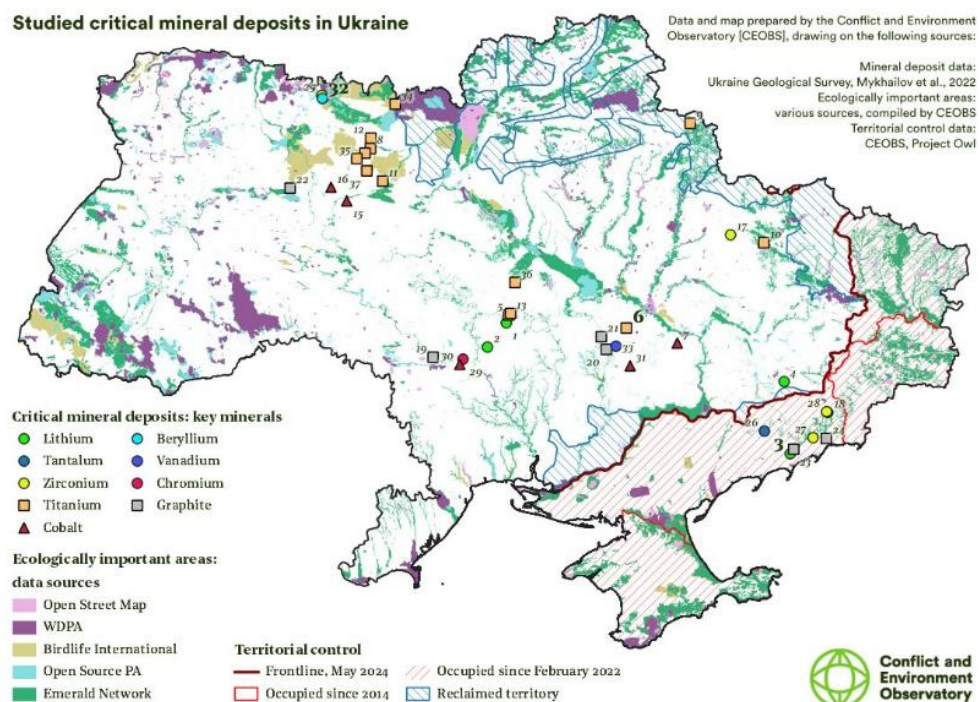 Studied critical mineral deposits in Ukraine
Data and map prepared by the Conflict and Environment
Observatory [CEOBS], drawing on the following sources:
Mineral deposit data:
Ukraine Geological Survey, Mykhailov et al., 2022
Ecologically important areas:
various sources, compiled by CEOBS
Territorial control data:
CEOBS, Project Owl
32
9
12
8
35
37
11
22
16
15
17
10
36
5
13
1
2
6
21
20
33
7
31
19
30
29
4
28
18
26
27
24
3
23
Critical mineral deposits: key minerals
Lithium
Beryllium
Tantalum
Vanadium
Zirconium
Chromium
Titanium
Graphite
Cobalt
Ecologically important areas:
data sources
Open Street Map
WDPA
Birdlife International
Open Source PA
Emerald Network
Territorial control
Frontline, May 2024
Occupied since February 2022
Occupied since 2014
Reclaimed territory
Conflict and
Environment
Observatory